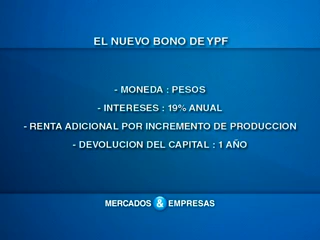 EL NUEVO BONO DE YPF
- MONEDA : PESOS
- INTERESES : 19% ANUAL
- RENTA ADICIONAL POR INCREMENTO DE PRODUCCION
- DEVOLUCION DEL CAPITAL : 1 AÑO
MERCADOS & EMPRESAS